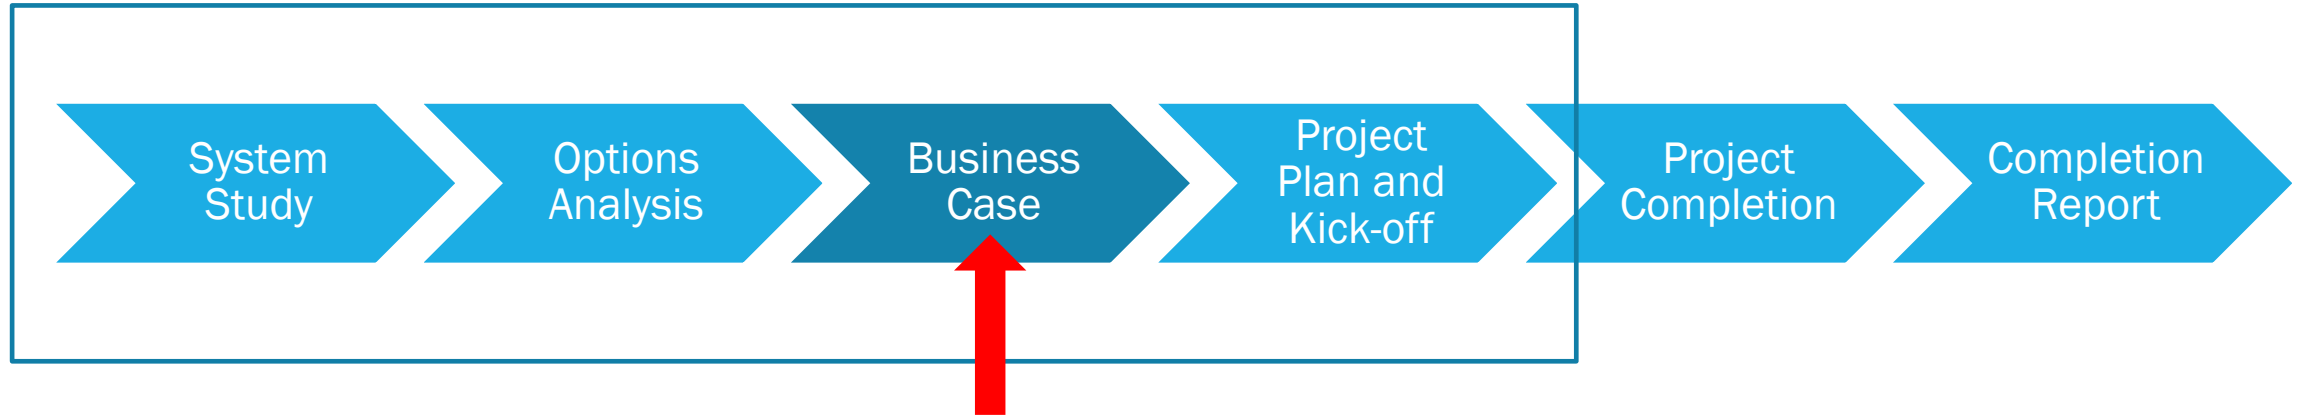 System
Study
Options
Analysis
Business
Case
Project
Plan and
Kick-off
Project
Completion
Completion
Report